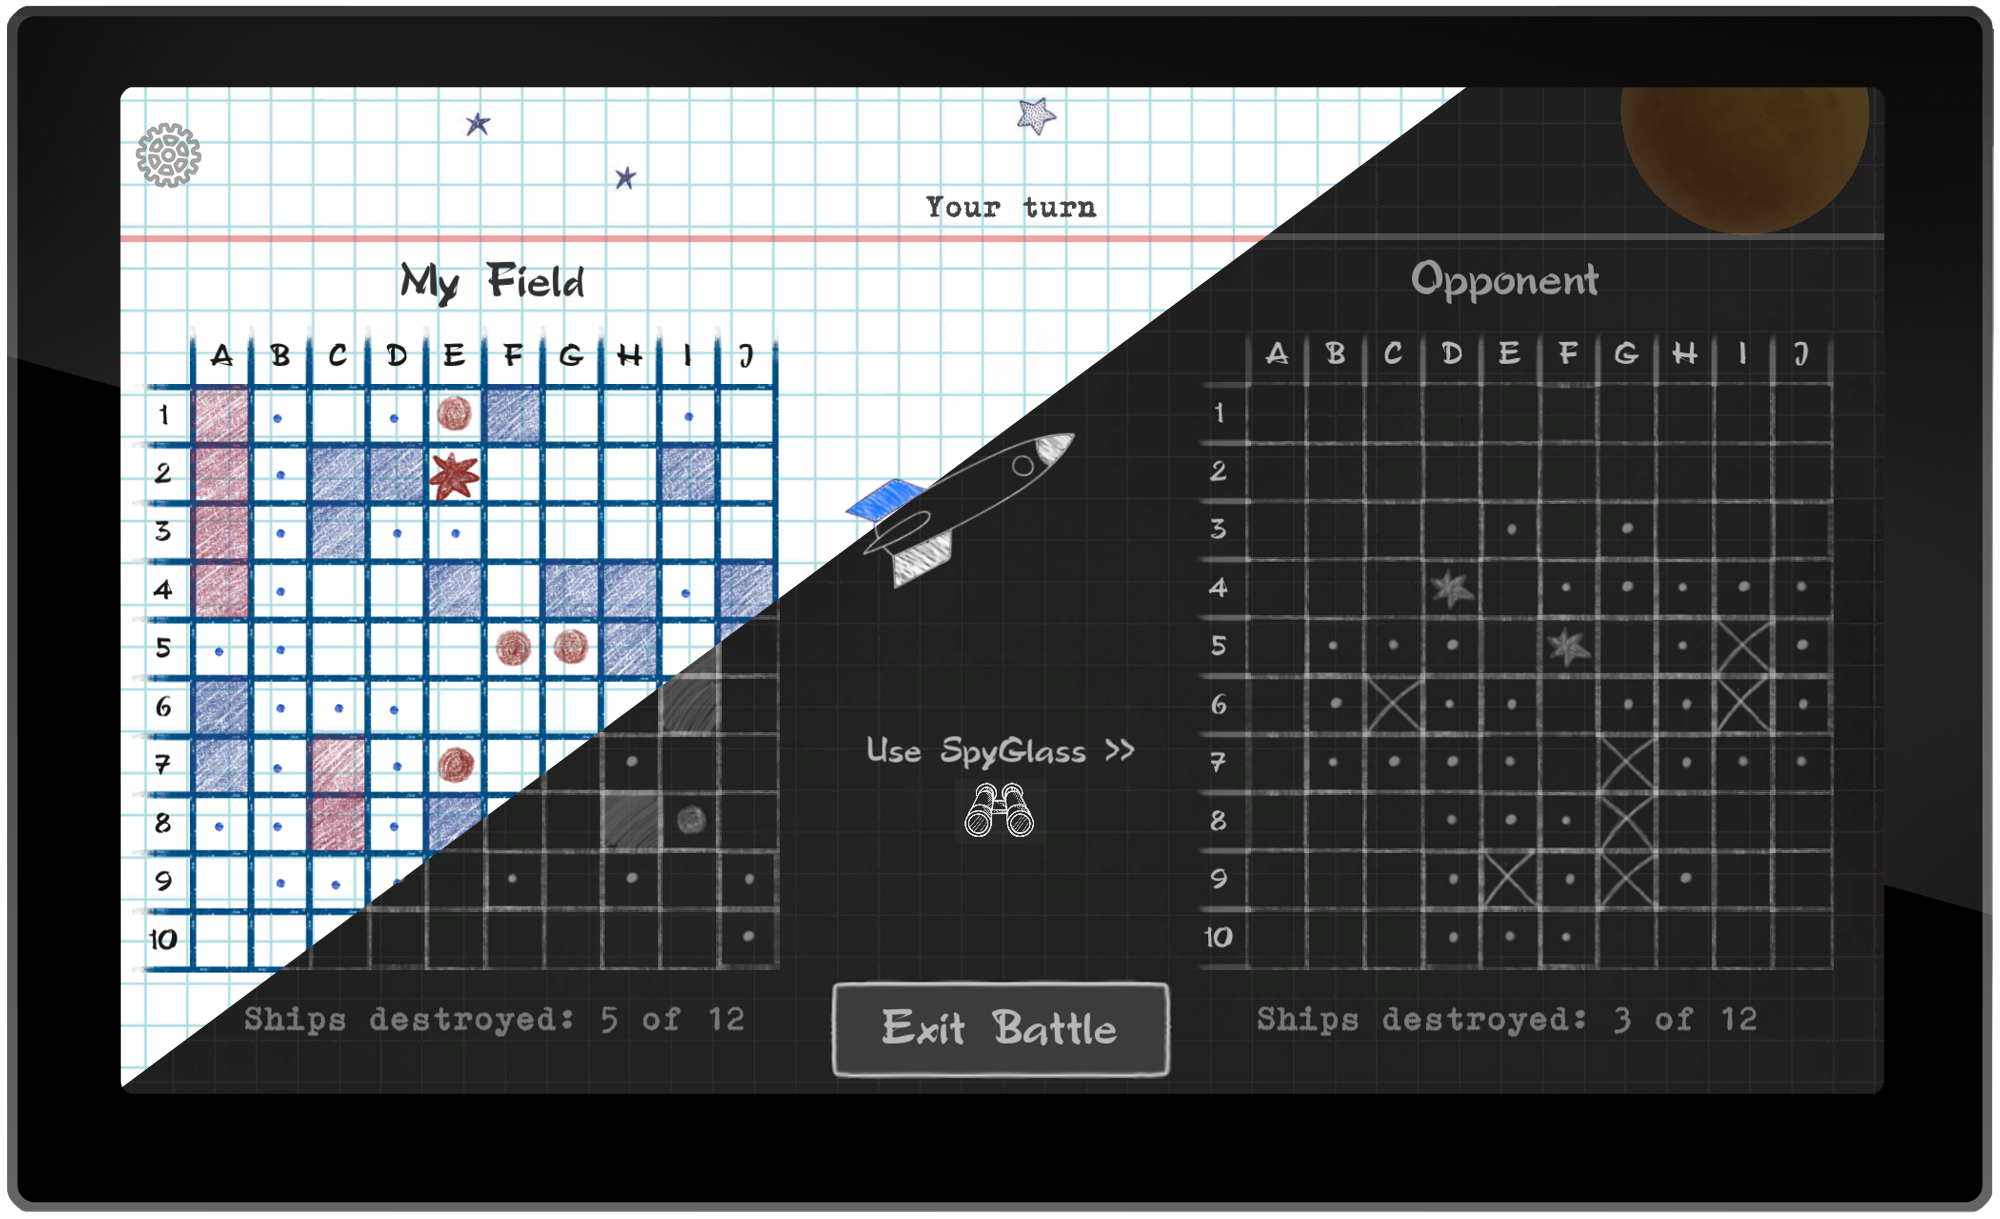 Your turn
My Field
Opponent
A B C D E F G H I J
1
2
3
4
5
6
7
8
9
10
A B C D E F G H I J
1
2
3
4
5
6
7
8
9
10
Use SpyGlass >>
Ships destroyed: 5 of 12
Exit Battle
Ships destroyed: 3 of 12